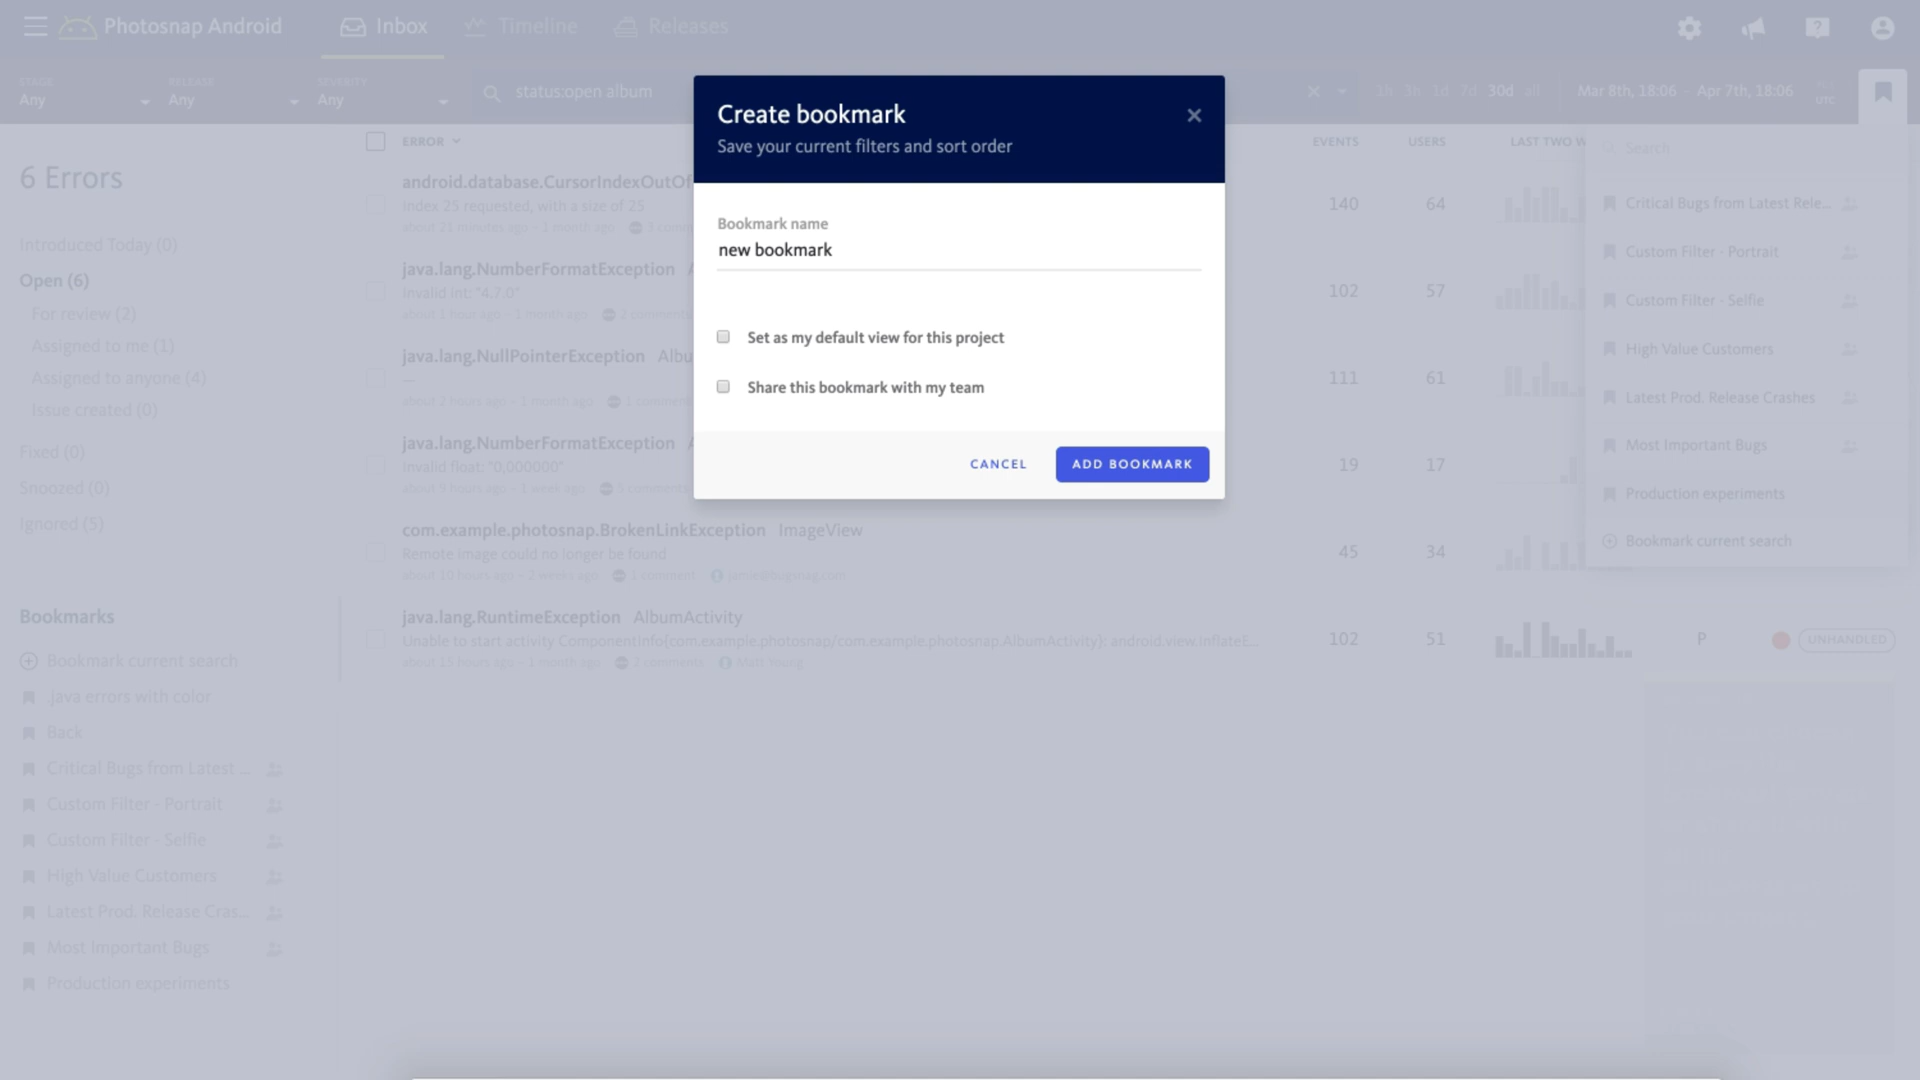 Photosnap Android
Inbox
Timeline
Releases
STAGE
Any
RELEASE
Any
SEVERITY
Any
status:open album
1h 3h 1d 7d 30d all
Mar 8th, 18:06 - Apr 7th, 18:06
UTC
6 Errors
Introduced Today (0)
Open (6)
For review (2)
Assigned to me (1)
Assigned to anyone (4)
Issue created (0)
Fixed (0)
Snoozed (0)
Ignored (5)
Bookmarks
Bookmark current search
.java errors with color
Back
Critical Bugs from Latest ...
Custom Filter - Portrait
Custom Filter - Selfie
High Value Customers
Latest Prod. Release Cras...
Most Important Bugs
Production experiments
ERROR
EVENTS
USERS
LAST TWO W
android.database.CursorIndexOutOf
Index 25 requested, with a size of 25
about 21 minutes ago - 1 month ago 3 comm
140
64
java.lang.NumberFormatException
Invalid int: "4.7.0"
about 1 hour ago - 1 month ago 2 comments
102
57
java.lang.NullPointerException Albu
—
about 2 hours ago - 1 month ago 1 comment
111
61
java.lang.NumberFormatException
Invalid float: "0,000000"
about 9 hours ago - 1 week ago 5 comments
19
17
com.example.photosnap.BrokenLinkException ImageView
Remote image could no longer be found
about 10 hours ago - 2 weeks ago 1 comment jamie@bugsnag.com
45
34
java.lang.RuntimeException AlbumActivity
Unable to start activity ComponentInfo{com.example.photosnap/com.example.photosnap.AlbumActivity}: android.view.InflateE...
about 15 hours ago - 1 month ago 2 comments Matt Young
102
51
P
UNHANDLED
Create bookmark
Save your current filters and sort order
Bookmark name
new bookmark
Set as my default view for this project
Share this bookmark with my team
CANCEL
ADD BOOKMARK
Search
Critical Bugs from Latest Rele...
Custom Filter - Portrait
Custom Filter - Selfie
High Value Customers
Latest Prod. Release Crashes
Most Important Bugs
Production experiments
Bookmark current search